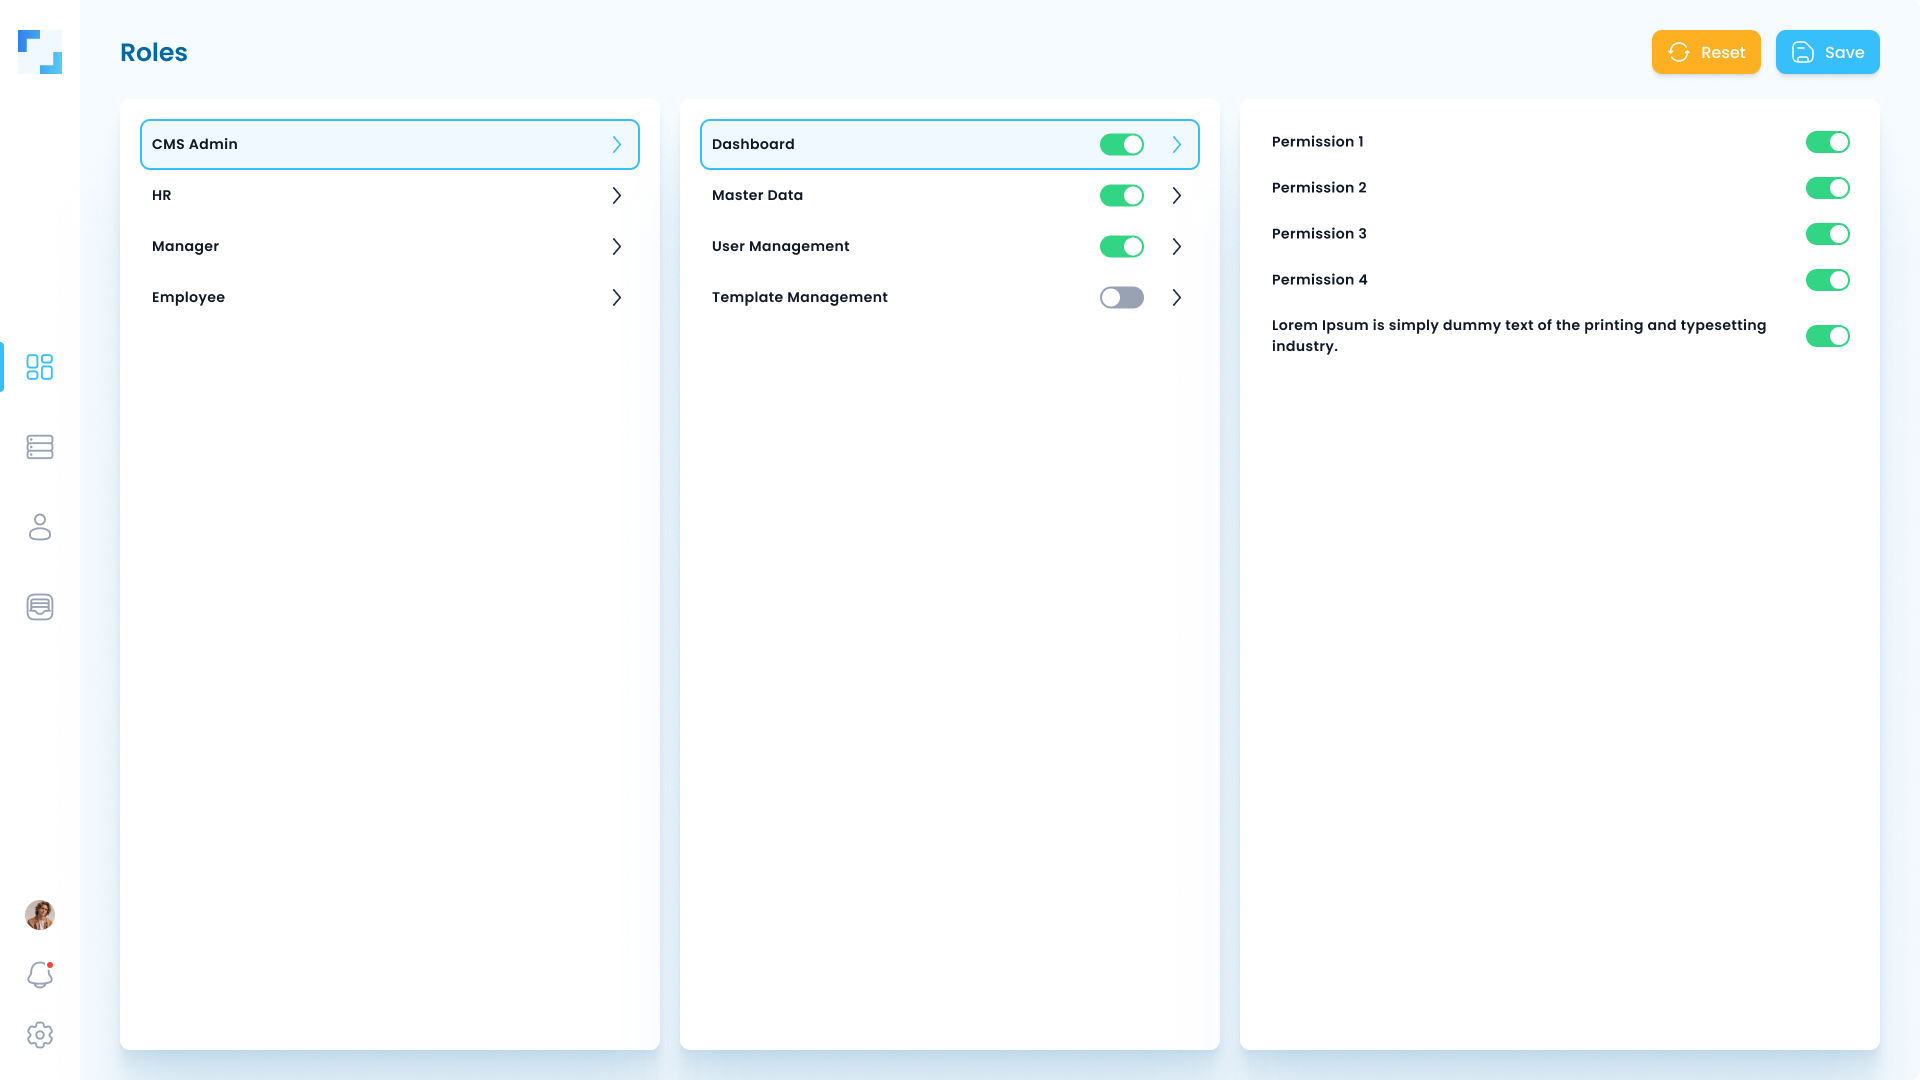 Roles
Reset
Save
CMS Admin
HR
Manager
Employee
Dashboard
Master Data
User Management
Template Management
Permission 1
Permission 2
Permission 3
Permission 4
Lorem Ipsum is simply dummy text of the printing and typesetting
industry.